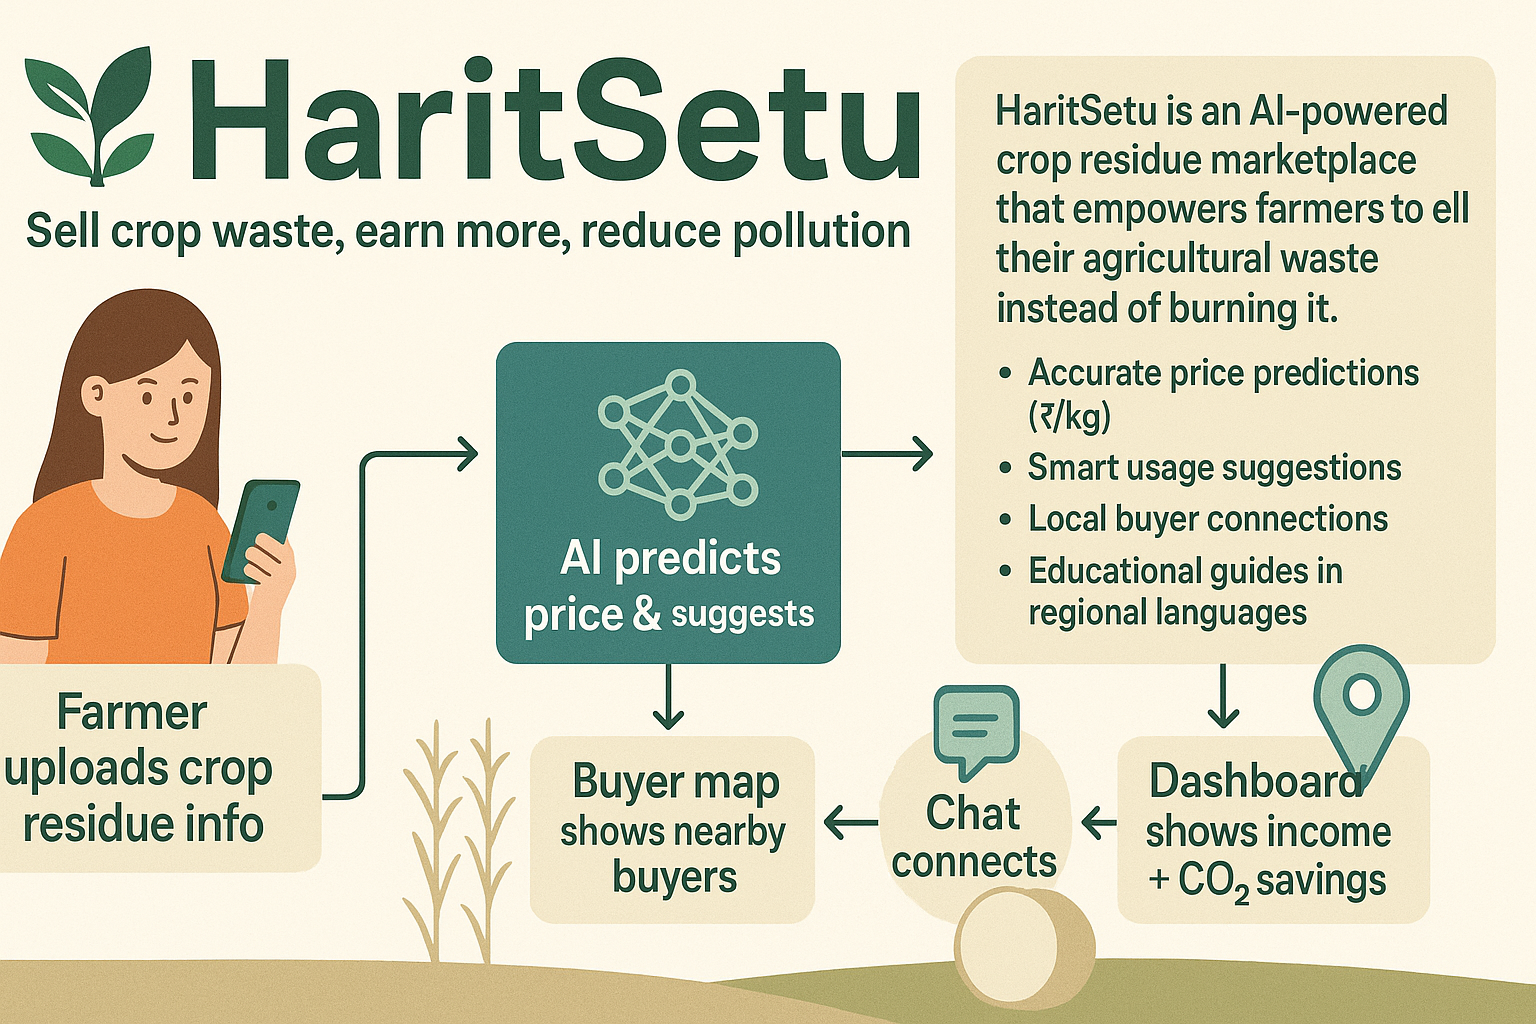 HaritSetu
Sell crop waste, earn more, reduce pollution
HaritSetu is an AI-powered
crop residue marketplace
that empowers farmers to ell
their agricultural waste
instead of burning it.
• Accurate price predictions
(₹/kg)
• Smart usage suggestions
• Local buyer connections
• Educational guides in
regional languages
Farmer
uploads crop
residue info
AI predicts
price & suggests
Buyer map
shows nearby
buyers
Chat
connects
Dashboard
shows income
+ CO₂ savings